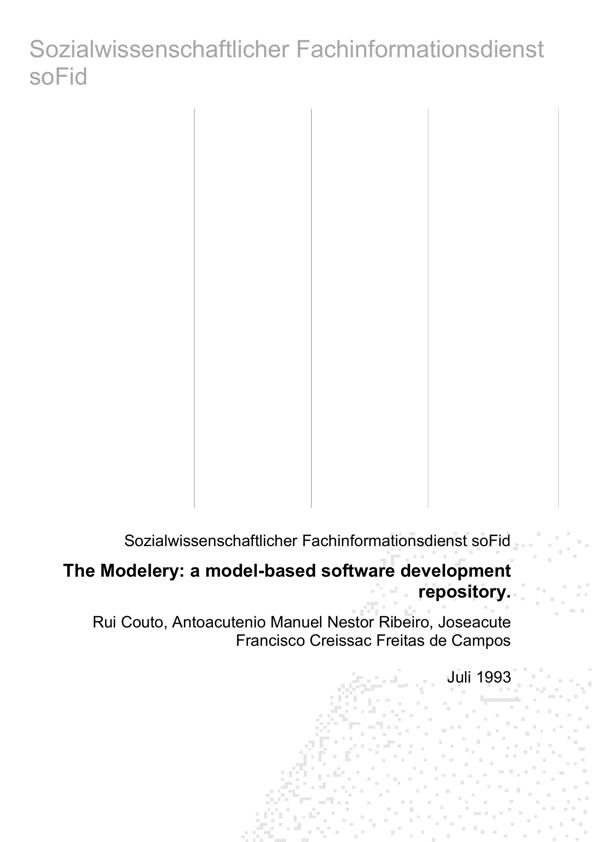 Sozialwissenschaftlicher Fachinformationsdienst
soFid
Sozialwissenschaftlicher Fachinformationsdienst soFid
The Modelery: a model-based software development
repository.
Rui Couto, Antoacutenio Manuel Nestor Ribeiro, Joseacute
Francisco Creissac Freitas de Campos
Juli 1993